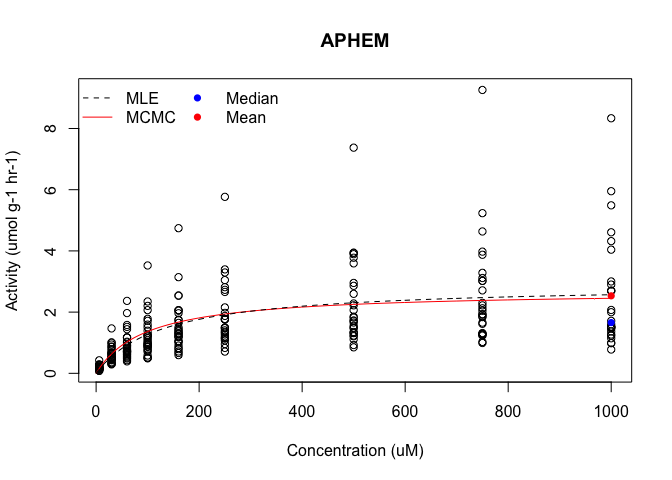 APHEM
MLE
Median
MCMC
Mean
Activity (umol g-1 hr-1)
8
6
4
2
0
0 200 400 600 800 1000
Concentration (uM)